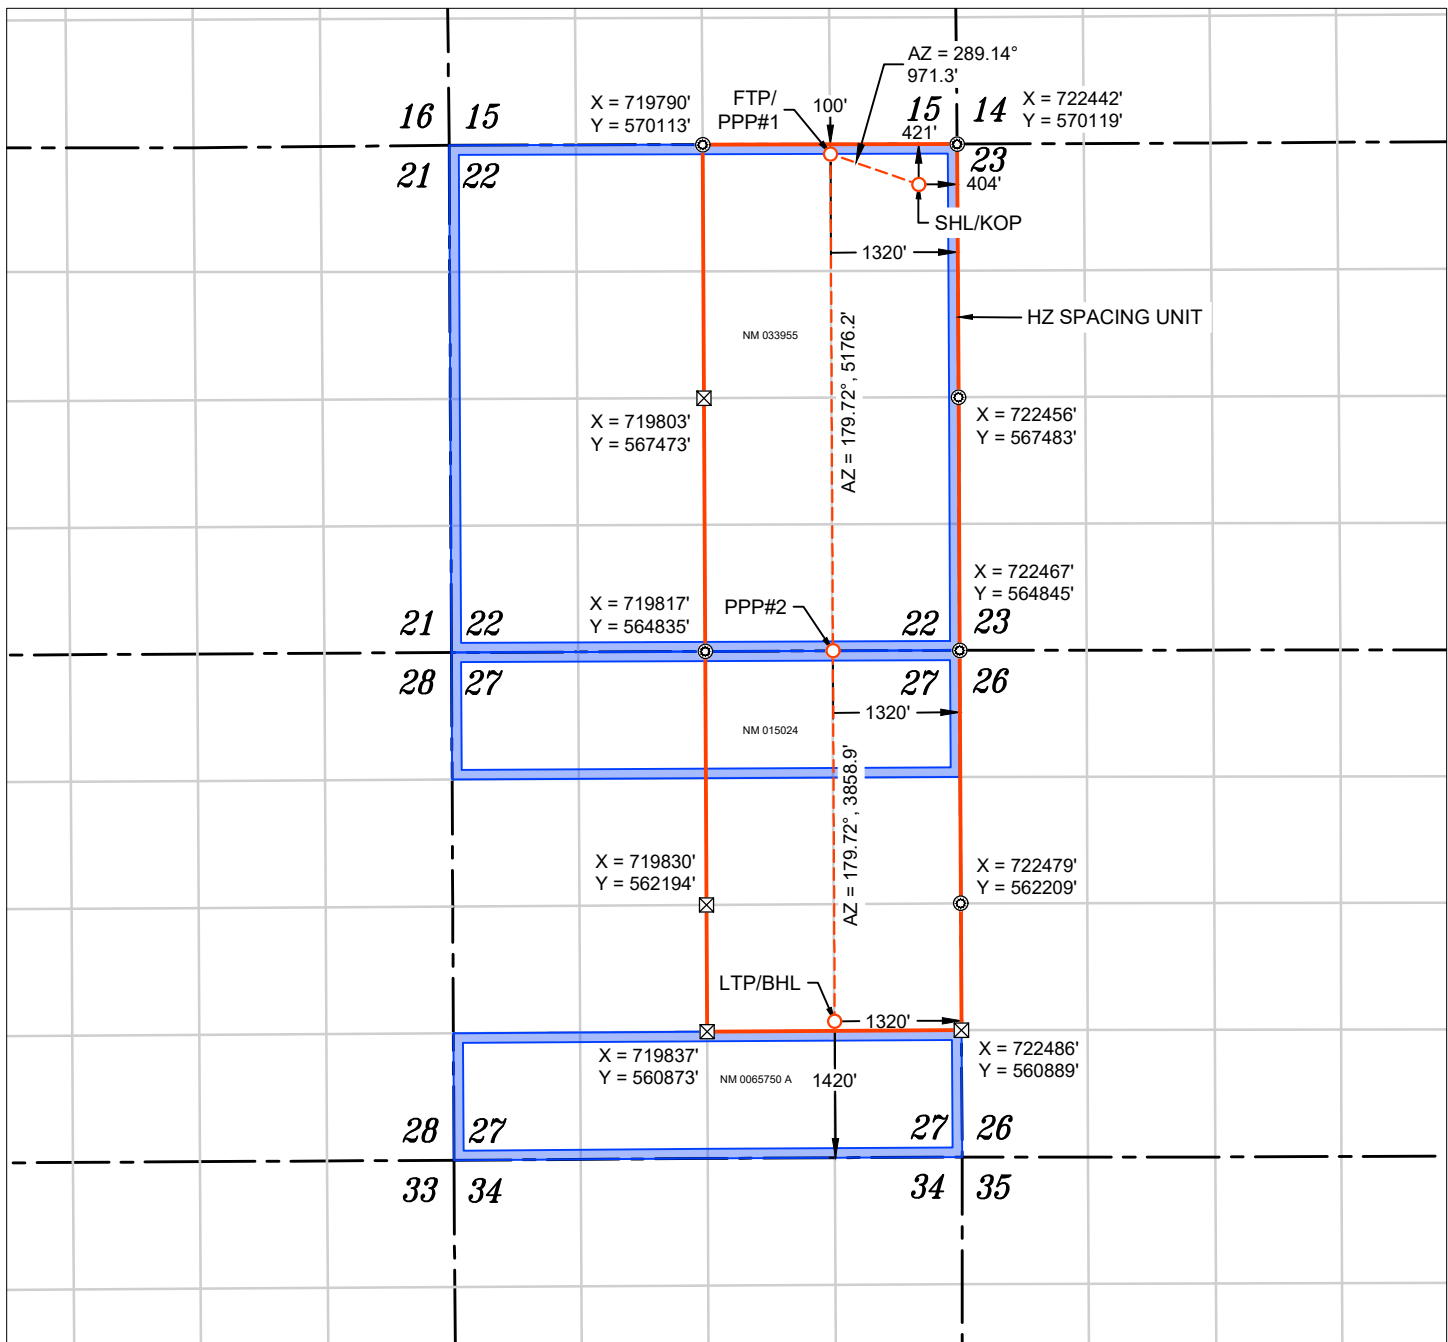 AZ = 289.14°
971.3'
FTP/
PPP#1
100'
X = 719790'
Y = 570113'
16
15
15
14
X = 722442'
Y = 570119'
421'
21
22
23
404'
SHL/KOP
1320'
HZ SPACING UNIT
NM 033955
AZ = 179.72°, 5176.2'
X = 719803'
Y = 567473'
X = 722456'
Y = 567483'
X = 722467'
Y = 564845'
X = 719817'
Y = 564835'
PPP#2
21
22
22
23
28
27
27
26
1320'
NM 015024
AZ = 179.72°, 3858.9'
X = 719830'
Y = 562194'
X = 722479'
Y = 562209'
LTP/BHL
1320'
X = 719837'
Y = 560873'
NM 0065750 A
1420'
X = 722486'
Y = 560889'
28
27
27
26
33
34
34
35